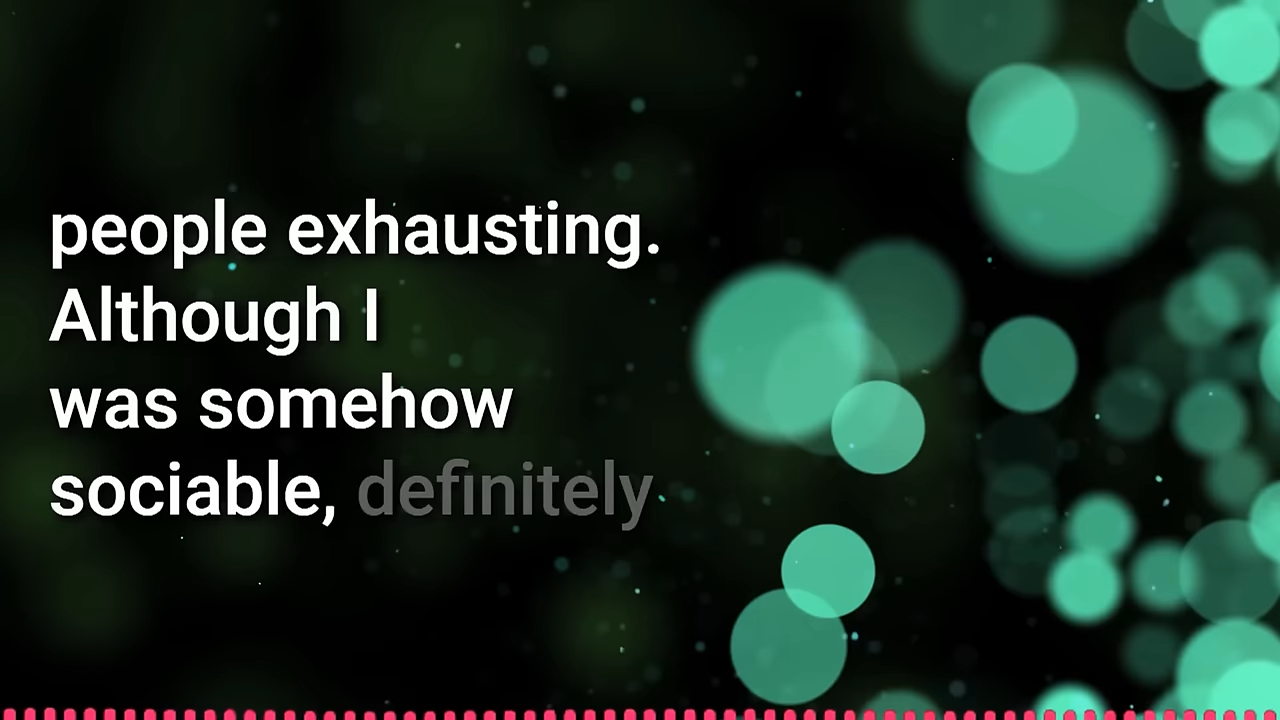 people exhausting.
Although I
was somehow
sociable, definitely